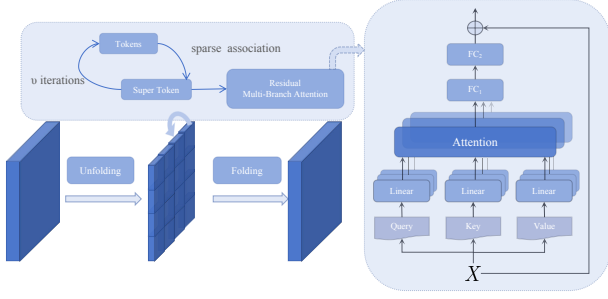 Tokens
sparse association
υ iterations
Super Token
Residual
Multi-Branch Attention
Unfolding
Folding
FC₂
FC₁
Attention
Linear
Linear
Linear
Query
Key
Value
X